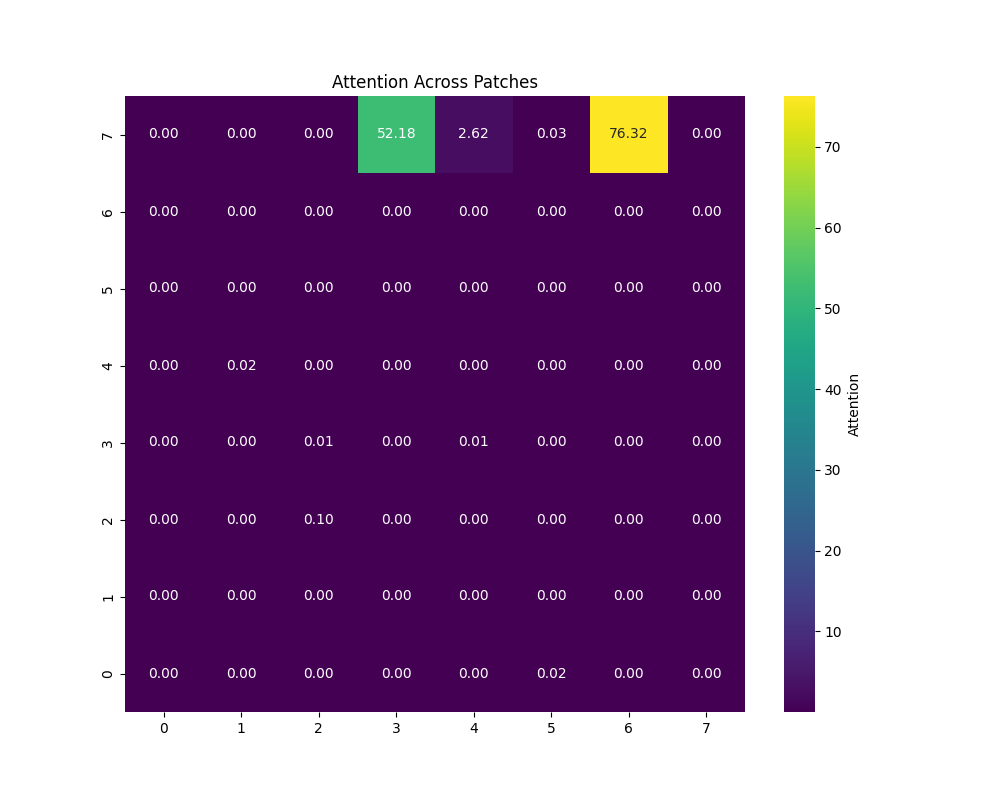 Attention Across Patches
7 0.00 0.00 0.00 52.18 2.62 0.03 76.32 0.00
6 0.00 0.00 0.00 0.00 0.00 0.00 0.00 0.00
5 0.00 0.00 0.00 0.00 0.00 0.00 0.00 0.00
4 0.00 0.02 0.00 0.00 0.00 0.00 0.00 0.00
3 0.00 0.00 0.01 0.00 0.01 0.00 0.00 0.00
2 0.00 0.00 0.10 0.00 0.00 0.00 0.00 0.00
1 0.00 0.00 0.00 0.00 0.00 0.00 0.00 0.00
0 0.00 0.00 0.00 0.00 0.00 0.02 0.00 0.00
0 1 2 3 4 5 6 7
70
60
50
40
30
20
10
Attention